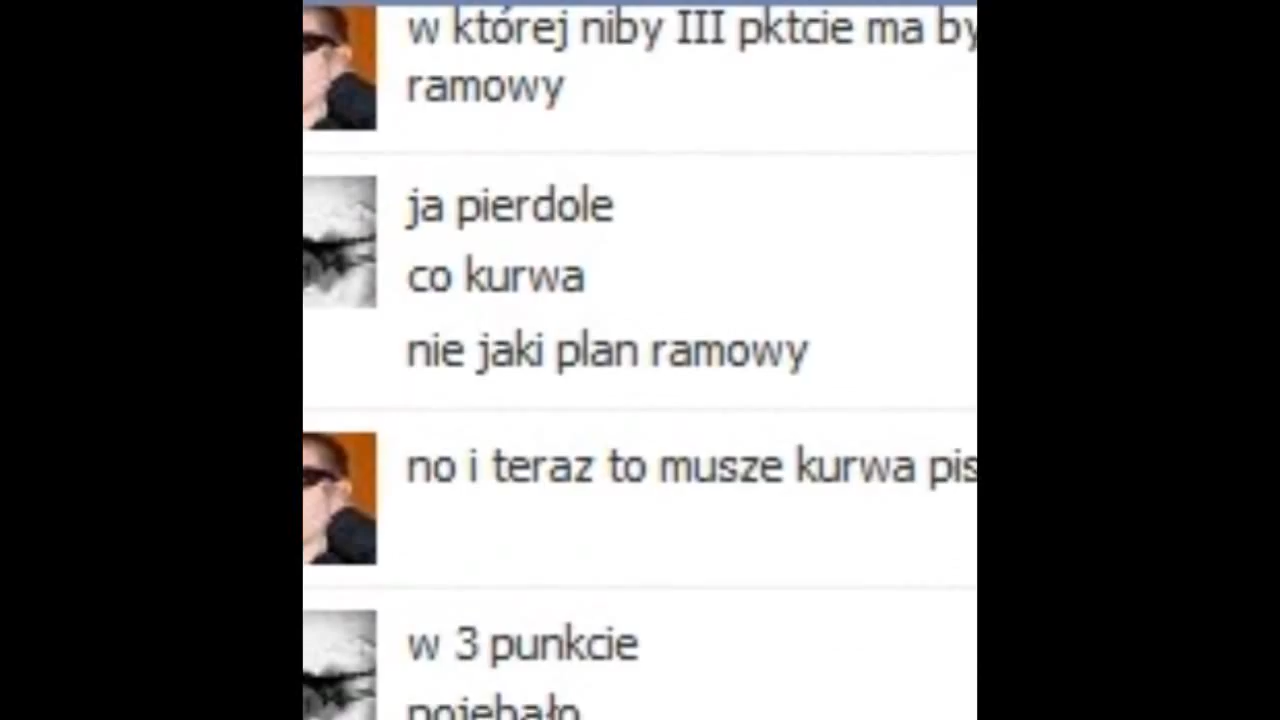 w której niby III pktcie ma by
ramowy
ja pierdole
co kurwa
nie jaki plan ramowy
no i teraz to musze kurwa pis
w 3 punkcie
pojebało